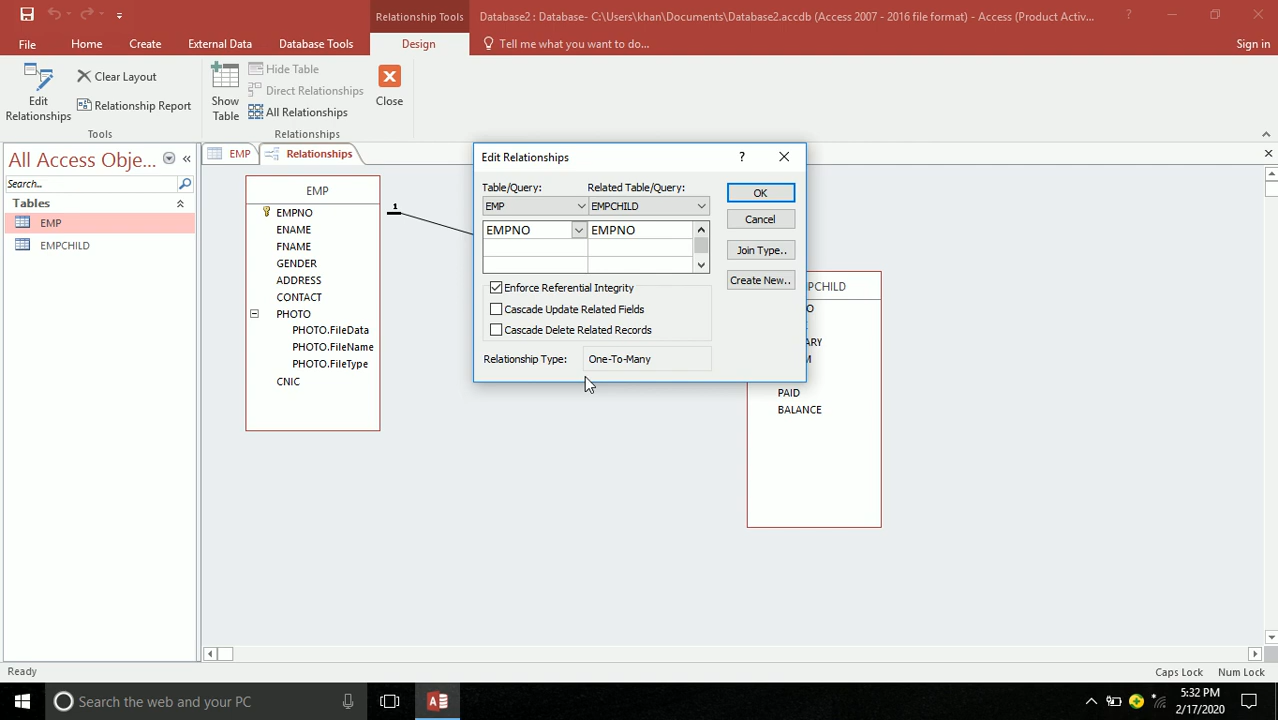 Relationship Tools
Database2 : Database- C:\Users\khan\Documents\Database2.accdb (Access 2007 - 2016 file format) - Access (Product Activ...
File Home Create External Data Database Tools Design Tell me what you want to do... Sign in
Edit Relationships
Clear Layout
Relationship Report
Tools
Show Table
Hide Table
Direct Relationships
All Relationships
Relationships
Close
All Access Obje...
Search...
Tables
EMP
EMPCHILD
EMP
Relationships
EMP
EMPNO
ENAME
FNAME
GENDER
ADDRESS
CONTACT
PHOTO
PHOTO.FileData
PHOTO.FileName
PHOTO.FileType
CNIC
1
Edit Relationships
?
Table/Query: Related Table/Query:
EMP EMPCHILD
EMPNO EMPNO
Enforce Referential Integrity
Cascade Update Related Fields
Cascade Delete Related Records
Relationship Type: One-To-Many
OK
Cancel
Join Type..
Create New..
PCHILD
O
ARY
M
PAID
BALANCE
Ready
Caps Lock Num Lock
Search the web and your PC
5:32 PM
2/17/2020